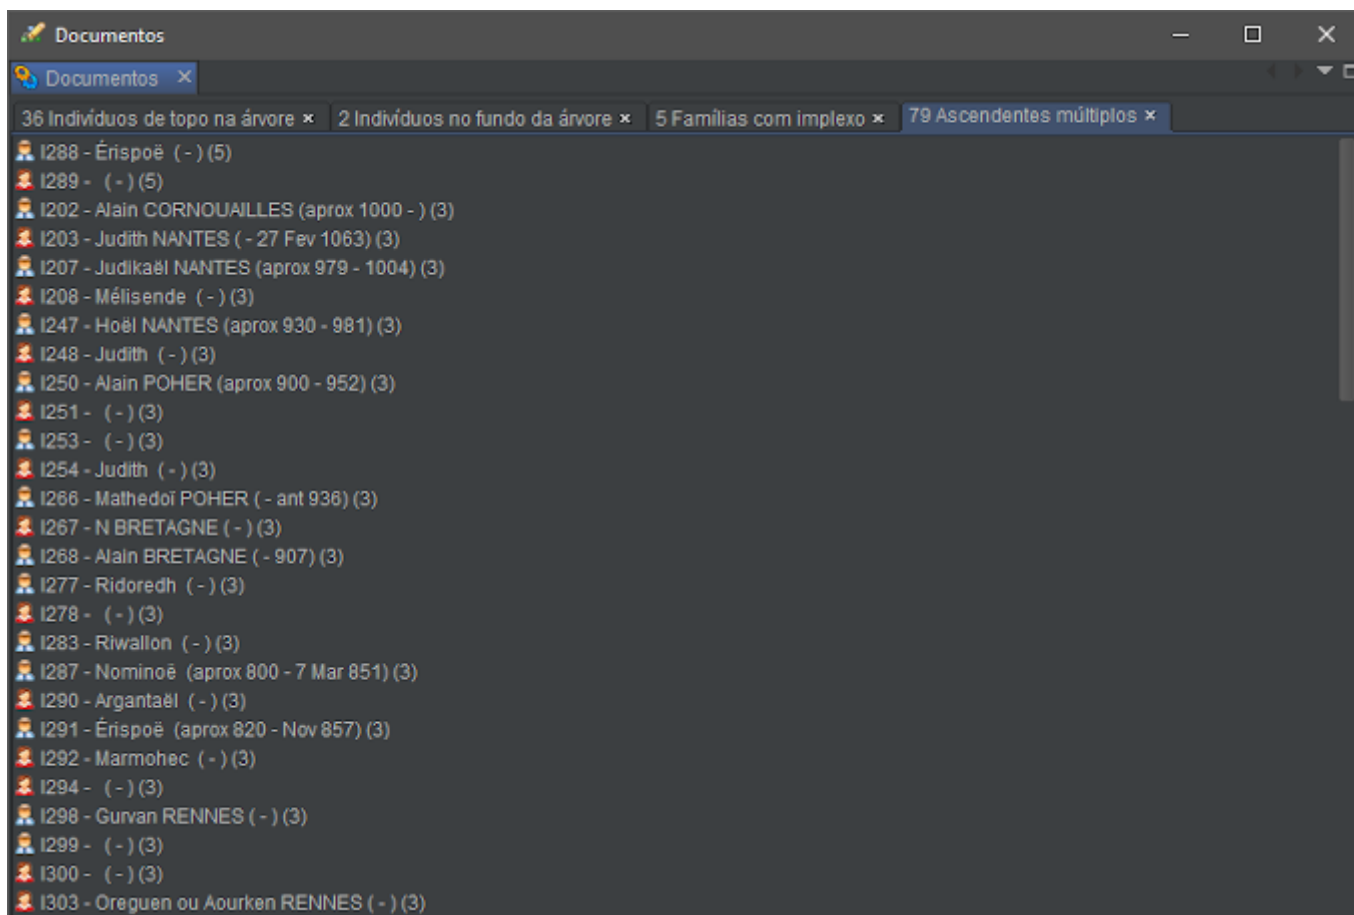 Documentos
Documentos
36 Indivíduos de topo na árvore 2 Indivíduos no fundo da árvore 5 Famílias com implexo 79 Ascendentes múltiplos
I288 - Érispoë ( - ) (5)
I289 - ( - ) (5)
I202 - Alain CORNOUAILLES (aprox 1000 - ) (3)
I203 - Judith NANTES ( - 27 Fev 1063) (3)
I207 - Judikaël NANTES (aprox 979 - 1004) (3)
I208 - Mélisende ( - ) (3)
I247 - Hoël NANTES (aprox 930 - 981) (3)
I248 - Judith ( - ) (3)
I250 - Alain POHER (aprox 900 - 952) (3)
I251 - ( - ) (3)
I253 - ( - ) (3)
I254 - Judith ( - ) (3)
I266 - Mathedoï POHER ( - ant 936) (3)
I267 - N BRETAGNE ( - ) (3)
I268 - Alain BRETAGNE ( - 907) (3)
I277 - Ridoredh ( - ) (3)
I278 - ( - ) (3)
I283 - Riwallon ( - ) (3)
I287 - Nominoë (aprox 800 - 7 Mar 851) (3)
I290 - Argantaël ( - ) (3)
I291 - Érispoë (aprox 820 - Nov 857) (3)
I292 - Marmohec ( - ) (3)
I294 - ( - ) (3)
I298 - Gurvan RENNES ( - ) (3)
I299 - ( - ) (3)
I300 - ( - ) (3)
I303 - Oreguen ou Aourken RENNES ( - ) (3)